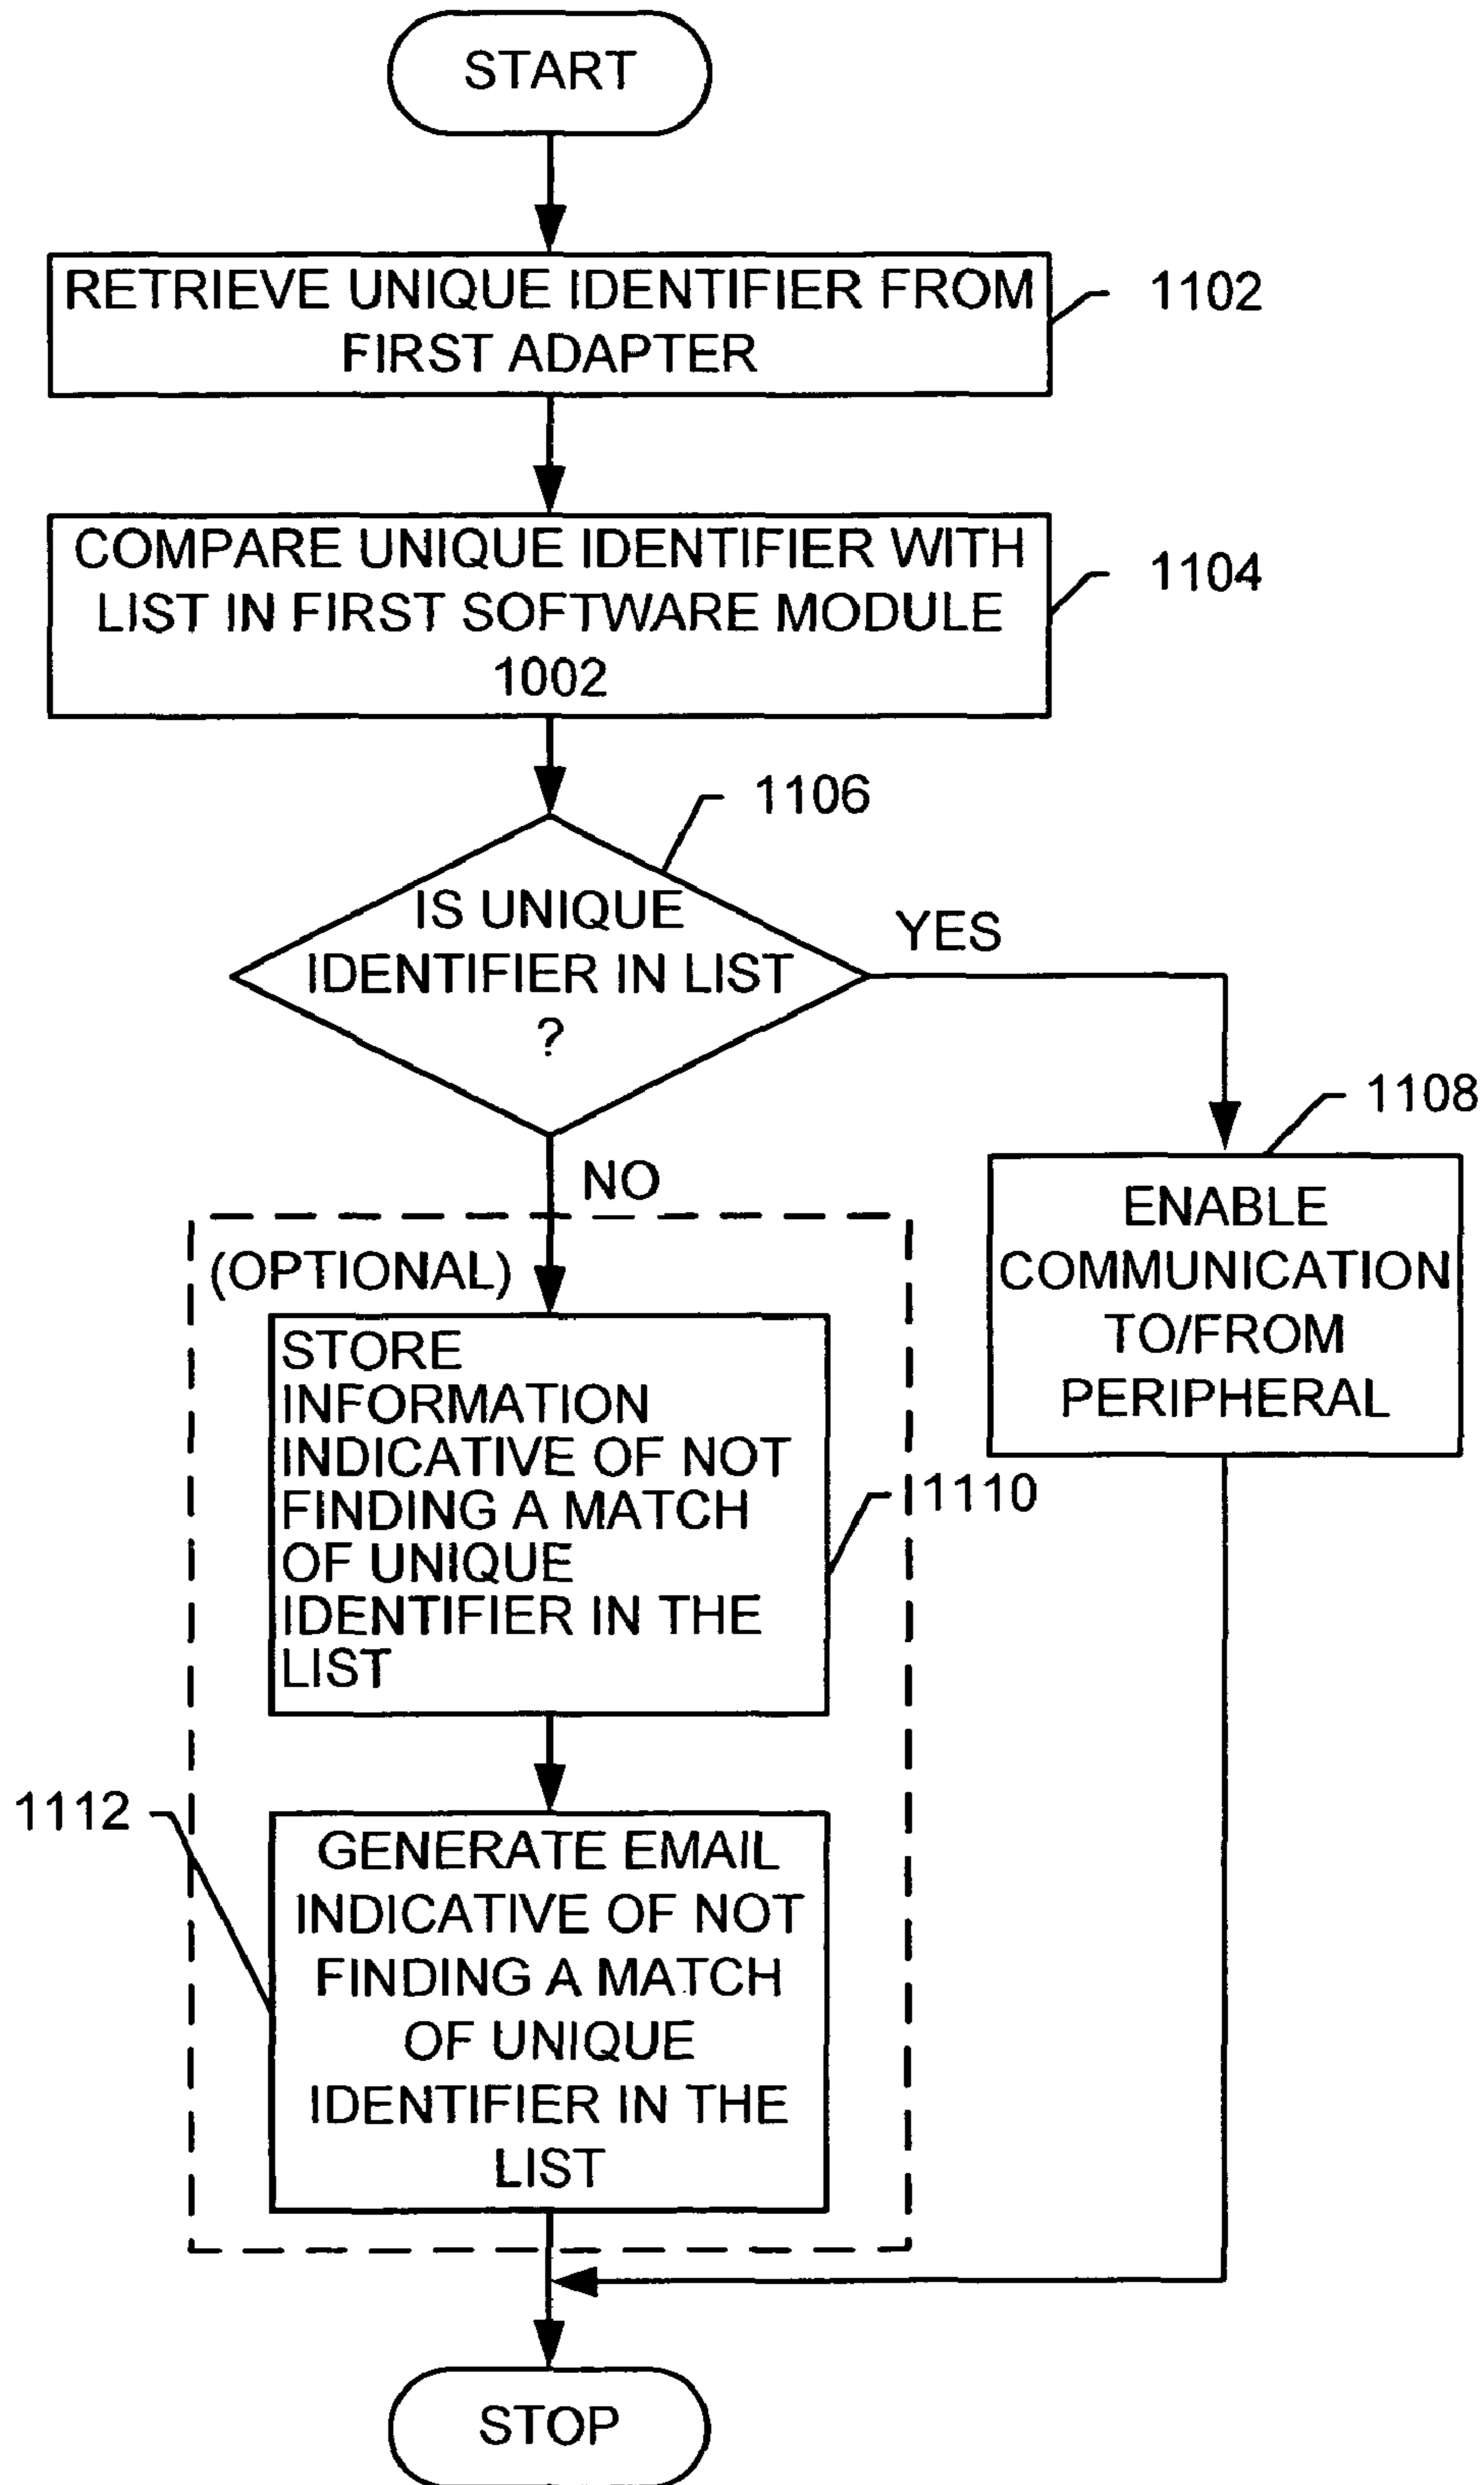 START
RETRIEVE UNIQUE IDENTIFIER FROM
FIRST ADAPTER
1102
COMPARE UNIQUE IDENTIFIER WITH
LIST IN FIRST SOFTWARE MODULE
1002
1104
1106
IS UNIQUE
IDENTIFIER IN LIST
?
YES
NO
1108
ENABLE
COMMUNICATION
TO/FROM
PERIPHERAL
(OPTIONAL)
STORE
INFORMATION
INDICATIVE OF NOT
FINDING A MATCH
OF UNIQUE
IDENTIFIER IN THE
LIST
1110
1112
GENERATE EMAIL
INDICATIVE OF NOT
FINDING A MATCH
OF UNIQUE
IDENTIFIER IN THE
LIST
STOP